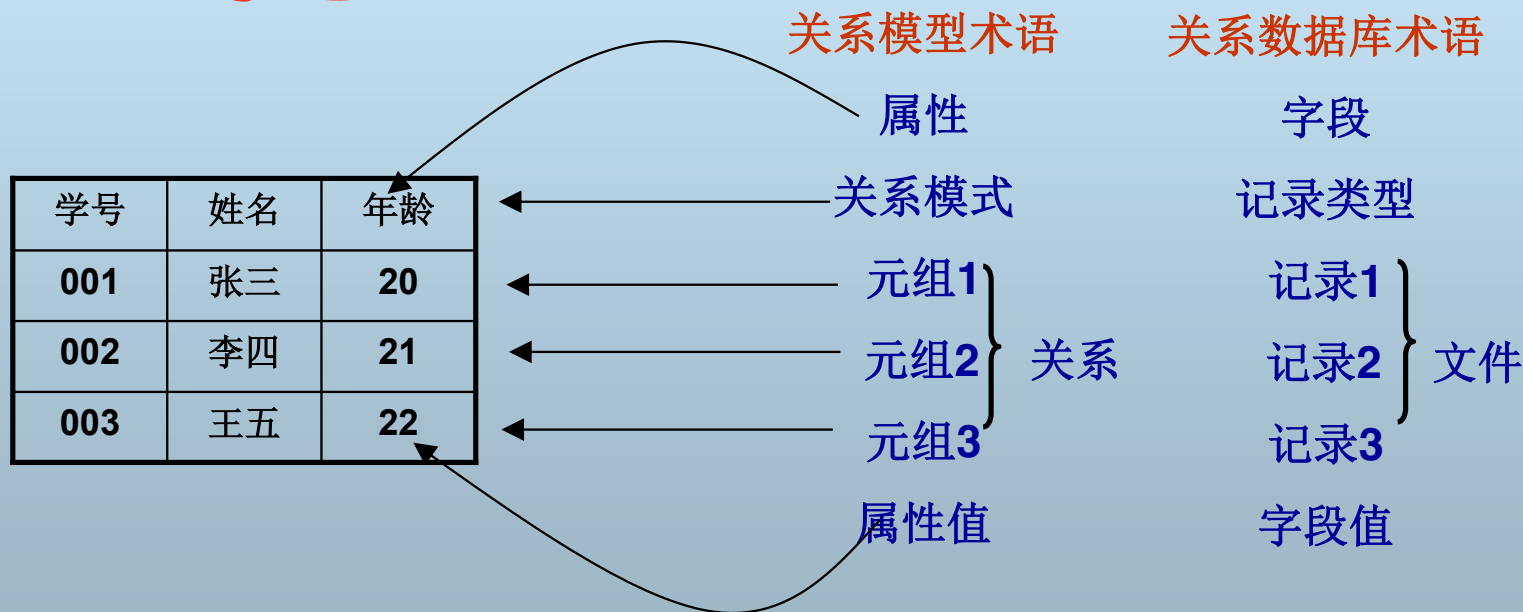 关系模型术语 关系数据库术语
属性 字段
学号 姓名 年龄 关系模式 记录类型
001 张三 20 元组1 记录1
002 李四 21 元组2 关系 记录2 文件
003 王五 22 元组3 记录3
属性值 字段值